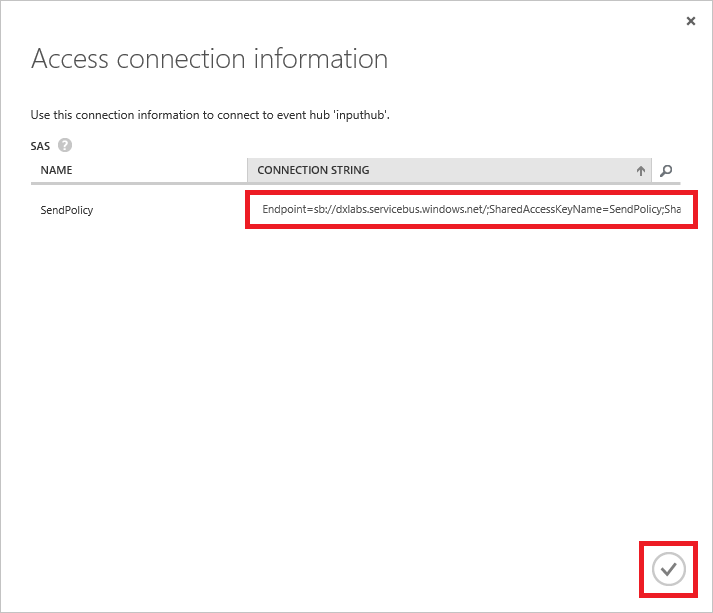 Access connection information
Use this connection information to connect to event hub 'inputhub'.
SAS ?
NAME CONNECTION STRING
SendPolicy Endpoint=sb://dxlabs.servicebus.windows.net/;SharedAccessKeyName=SendPolicy;Sha